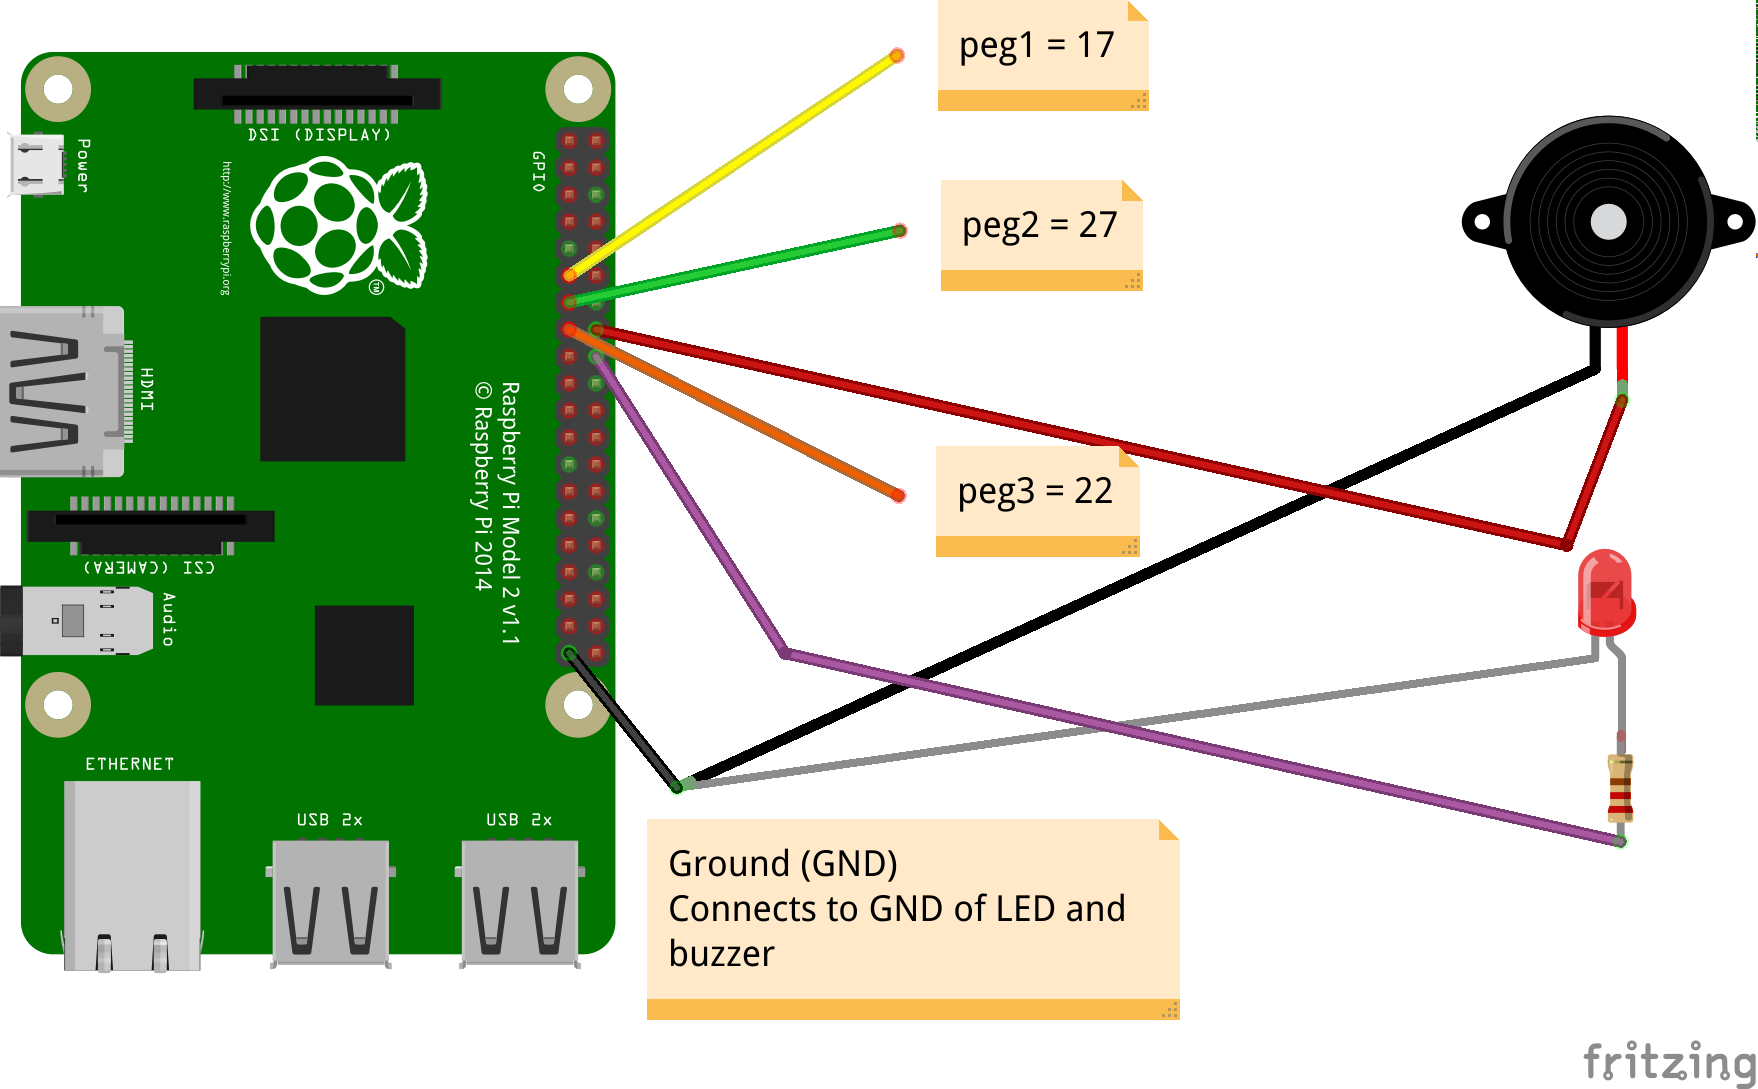 peg1 = 17
DSI (DISPLAY)
Power
GPIO
http://www.raspberrypi.org
TM
peg2 = 27
HDMI
Raspberry Pi Model 2 v1.1
© Raspberry Pi 2014
peg3 = 22
CSI (CAMERA)
Audio
ETHERNET
USB 2x
USB 2x
Ground (GND)
Connects to GND of LED and
buzzer
fritzing